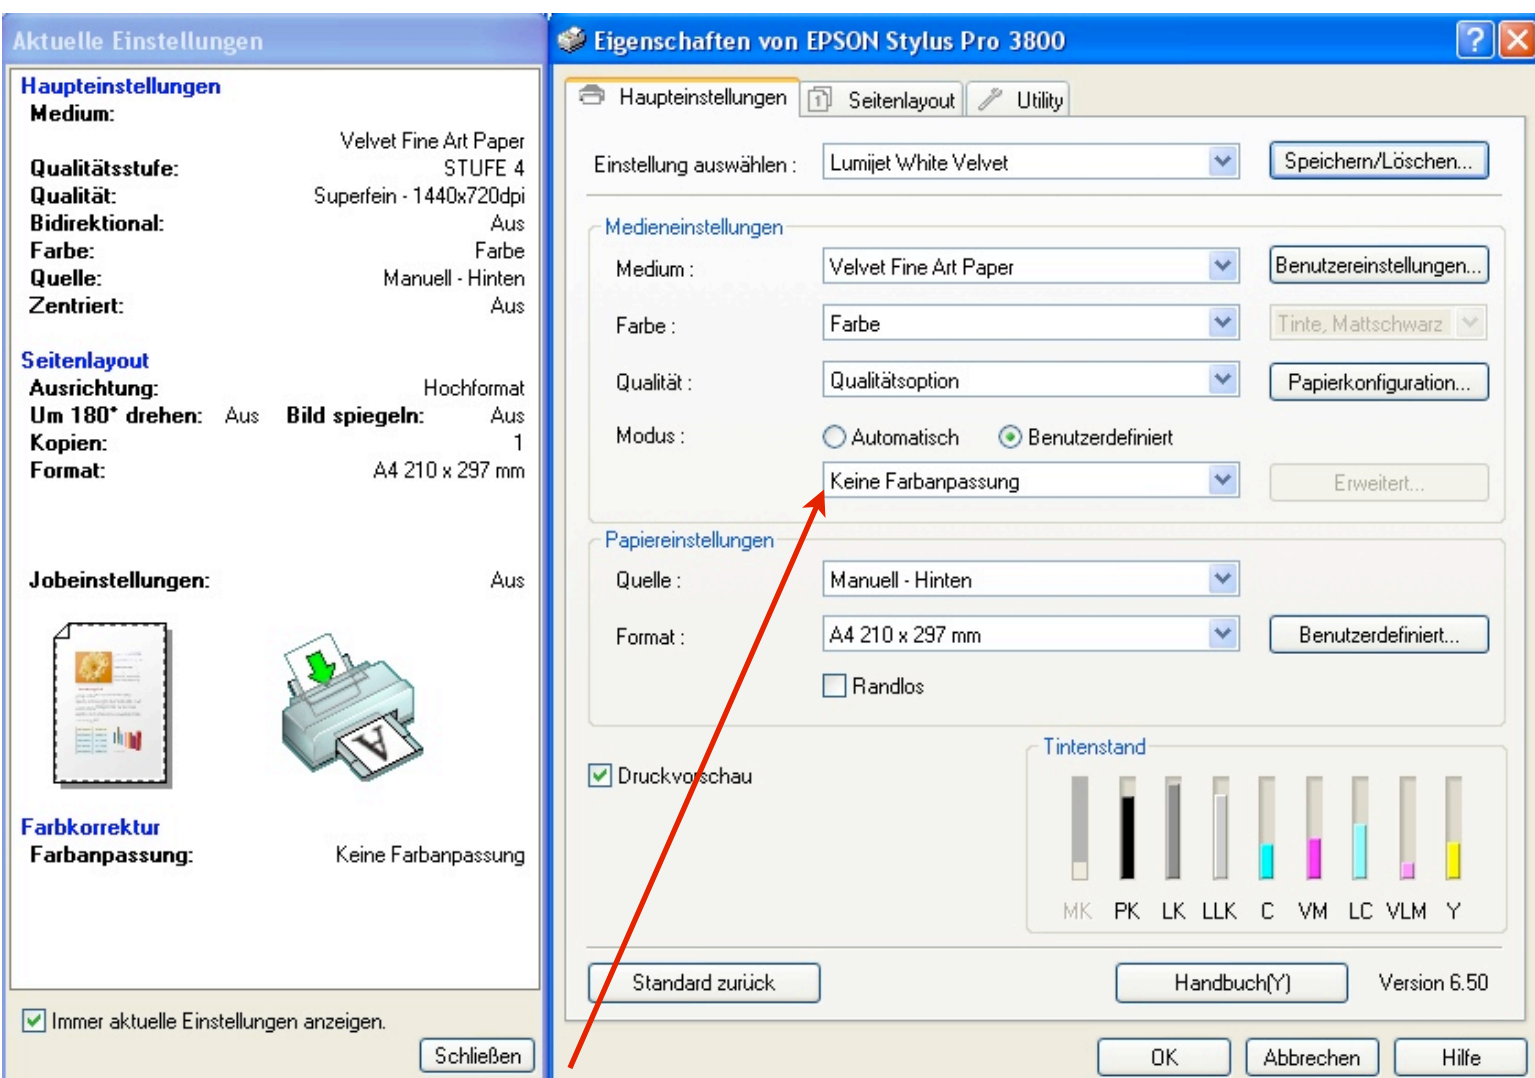 Aktuelle Einstellungen
Haupteinstellungen
Medium:
Velvet Fine Art Paper
Qualitätsstufe: STUFE 4
Qualität: Superfein - 1440x720dpi
Bidirektional: Aus
Farbe: Farbe
Quelle: Manuell - Hinten
Zentriert: Aus
Seitenlayout
Ausrichtung: Hochformat
Um 180° drehen: Aus Bild spiegeln: Aus
Kopien: 1
Format: A4 210 x 297 mm
Jobeinstellungen: Aus
A
Farbkorrektur
Farbanpassung: Keine Farbanpassung
Immer aktuelle Einstellungen anzeigen.
Schließen
Eigenschaften von EPSON Stylus Pro 3800
Haupteinstellungen Seitenlayout Utility
Einstellung auswählen : Lumijet White Velvet Speichern/Löschen...
Medieneinstellungen
Medium : Velvet Fine Art Paper Benutzereinstellungen...
Farbe : Farbe Tinte, Mattschwarz
Qualität : Qualitätsoption Papierkonfiguration...
Modus : Automatisch Benutzerdefiniert
Keine Farbanpassung Erweitert...
Papiereinstellungen
Quelle : Manuell - Hinten
Format : A4 210 x 297 mm Benutzerdefiniert...
Randlos
Tintenstand
Druckvorschau
MK PK LK LLK C VM LC VLM Y
Standard zurück Handbuch(Y) Version 6.50
OK Abbrechen Hilfe